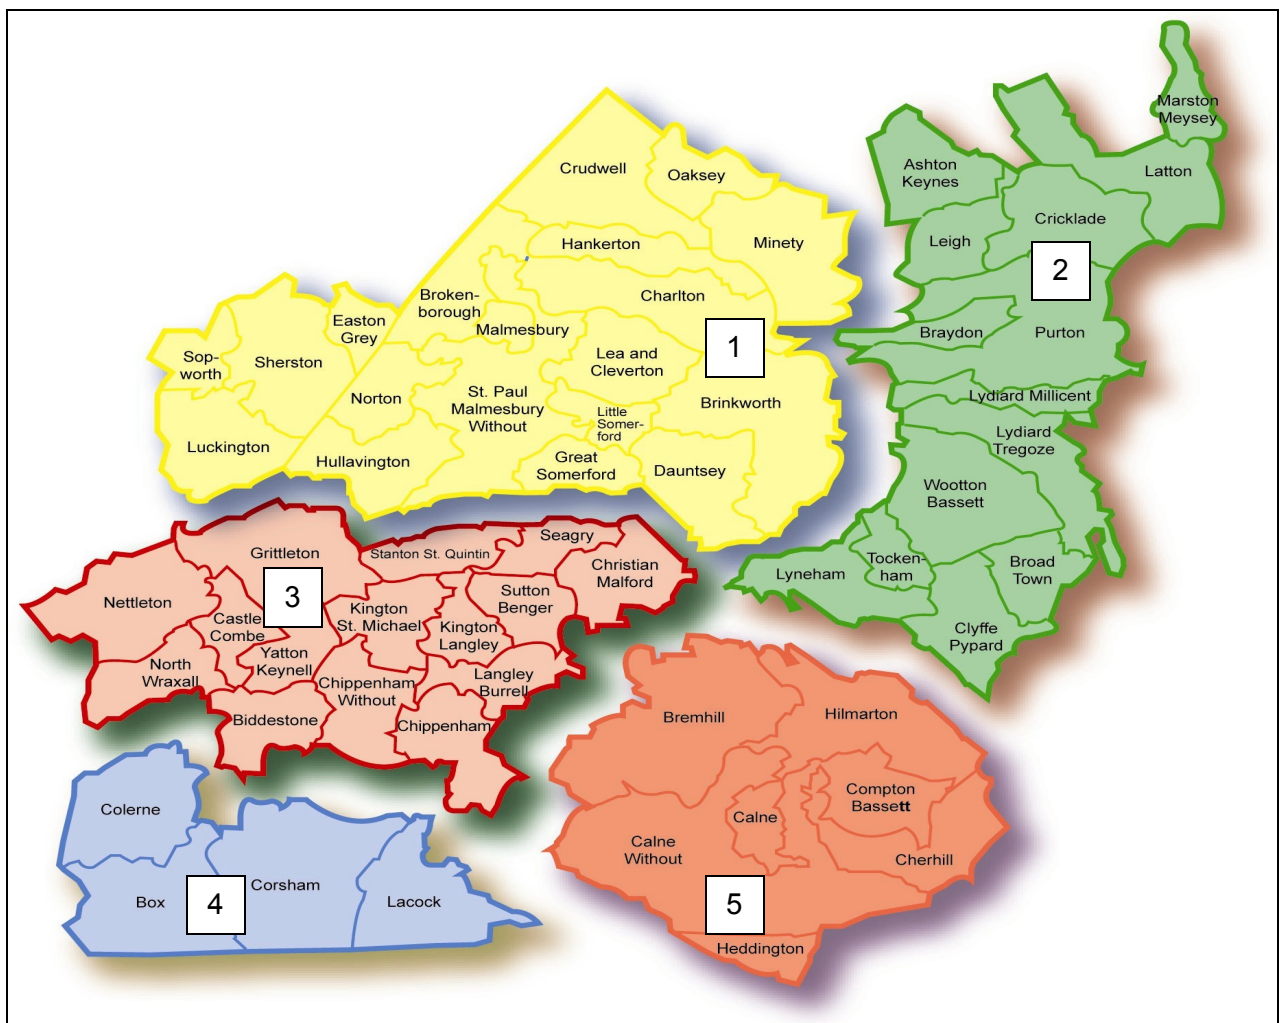 Crudwell
Oaksey
Hankerton
Minety
Broken-
borough
Charlton
Malmesbury
Easton
Grey
Sop-
worth
Sherston
Lea and
Cleverton
1
Norton
St. Paul
Malmesbury
Without
Little
Somer-
ford
Brinkworth
Luckington
Hullavington
Great
Somerford
Dauntsey
Marston
Meysey
Ashton
Keynes
Latton
Cricklade
Leigh
2
Braydon
Purton
Lydiard Millicent
Lydiard
Tregoze
Wootton
Bassett
Lyneham
Tocken-
ham
Broad
Town
Clyffe
Pypard
Grittleton
Stanton St. Quintin
Seagry
Christian
Malford
Nettleton
3
Castle
Combe
Kington
St. Michael
Sutton
Benger
Kington
Langley
North
Wraxall
Yatton
Keynell
Chippenham
Without
Langley
Burrell
Biddestone
Chippenham
Colerne
Box
4
Corsham
Lacock
Bremhill
Hilmarton
Compton
Bassett
Calne
Calne
Without
Cherhill
5
Heddington